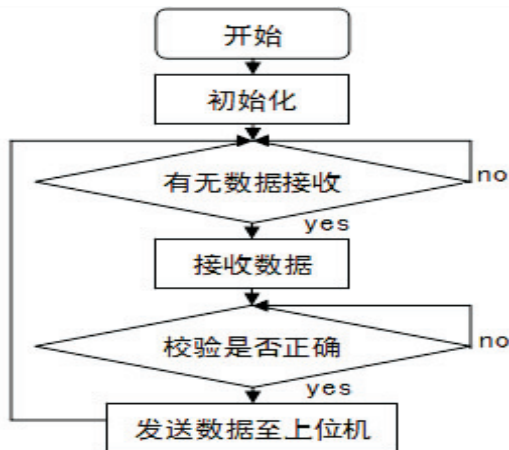 开始
初始化
有无数据接收
no
yes
接收数据
校验是否正确
no
yes
发送数据至上位机